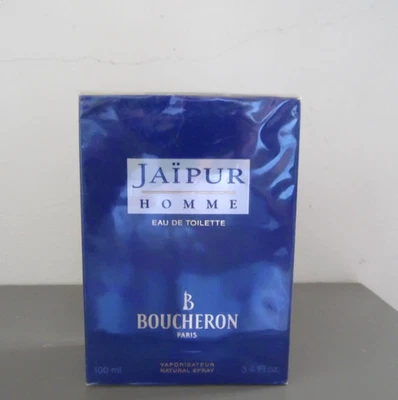 JAÏPUR
HOMME
EAU DE TOILETTE
B
BOUCHERON
PARIS
VAPORISATEUR
NATURAL SPRAY
100 ml 3.4 fl.oz.